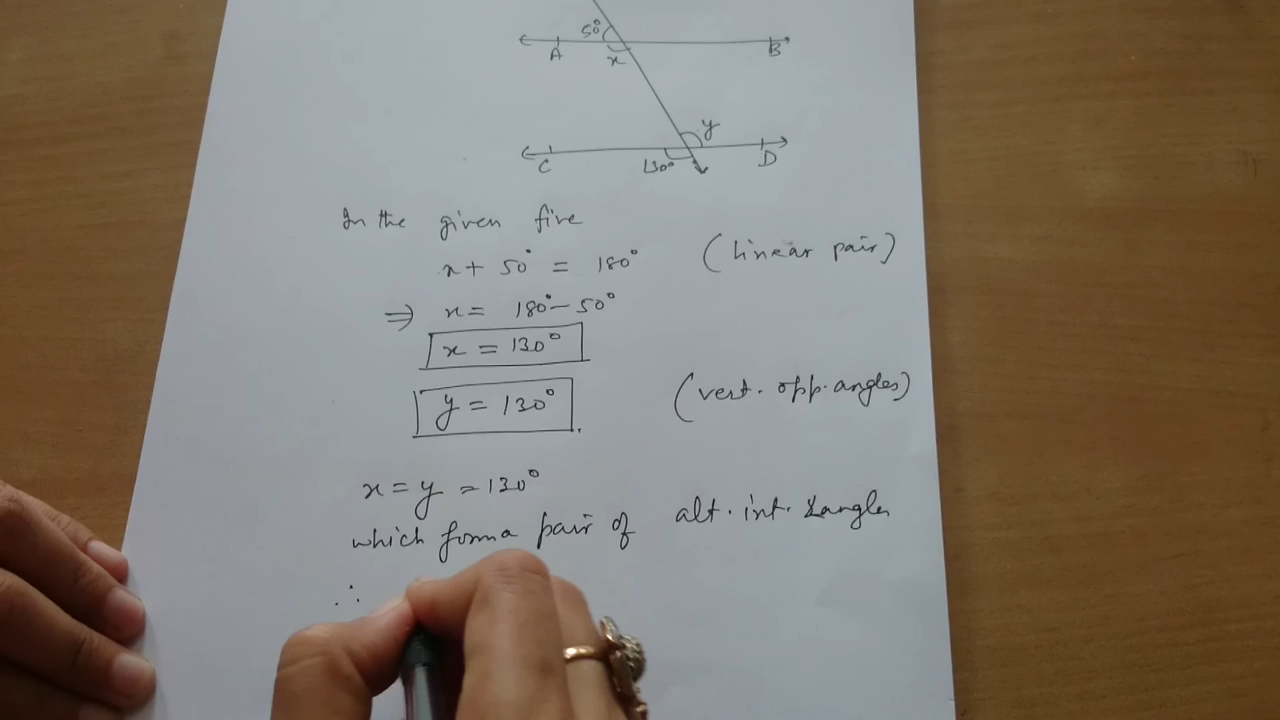 50°
A
x
B
y
C
130°
D
In the given five
x + 50° = 180° (linear pair)
⇒ x = 180° - 50°
x = 130°
y = 130° (vert. opp. angles)
x = y = 130°
which form a pair of alt. int. angles
∴